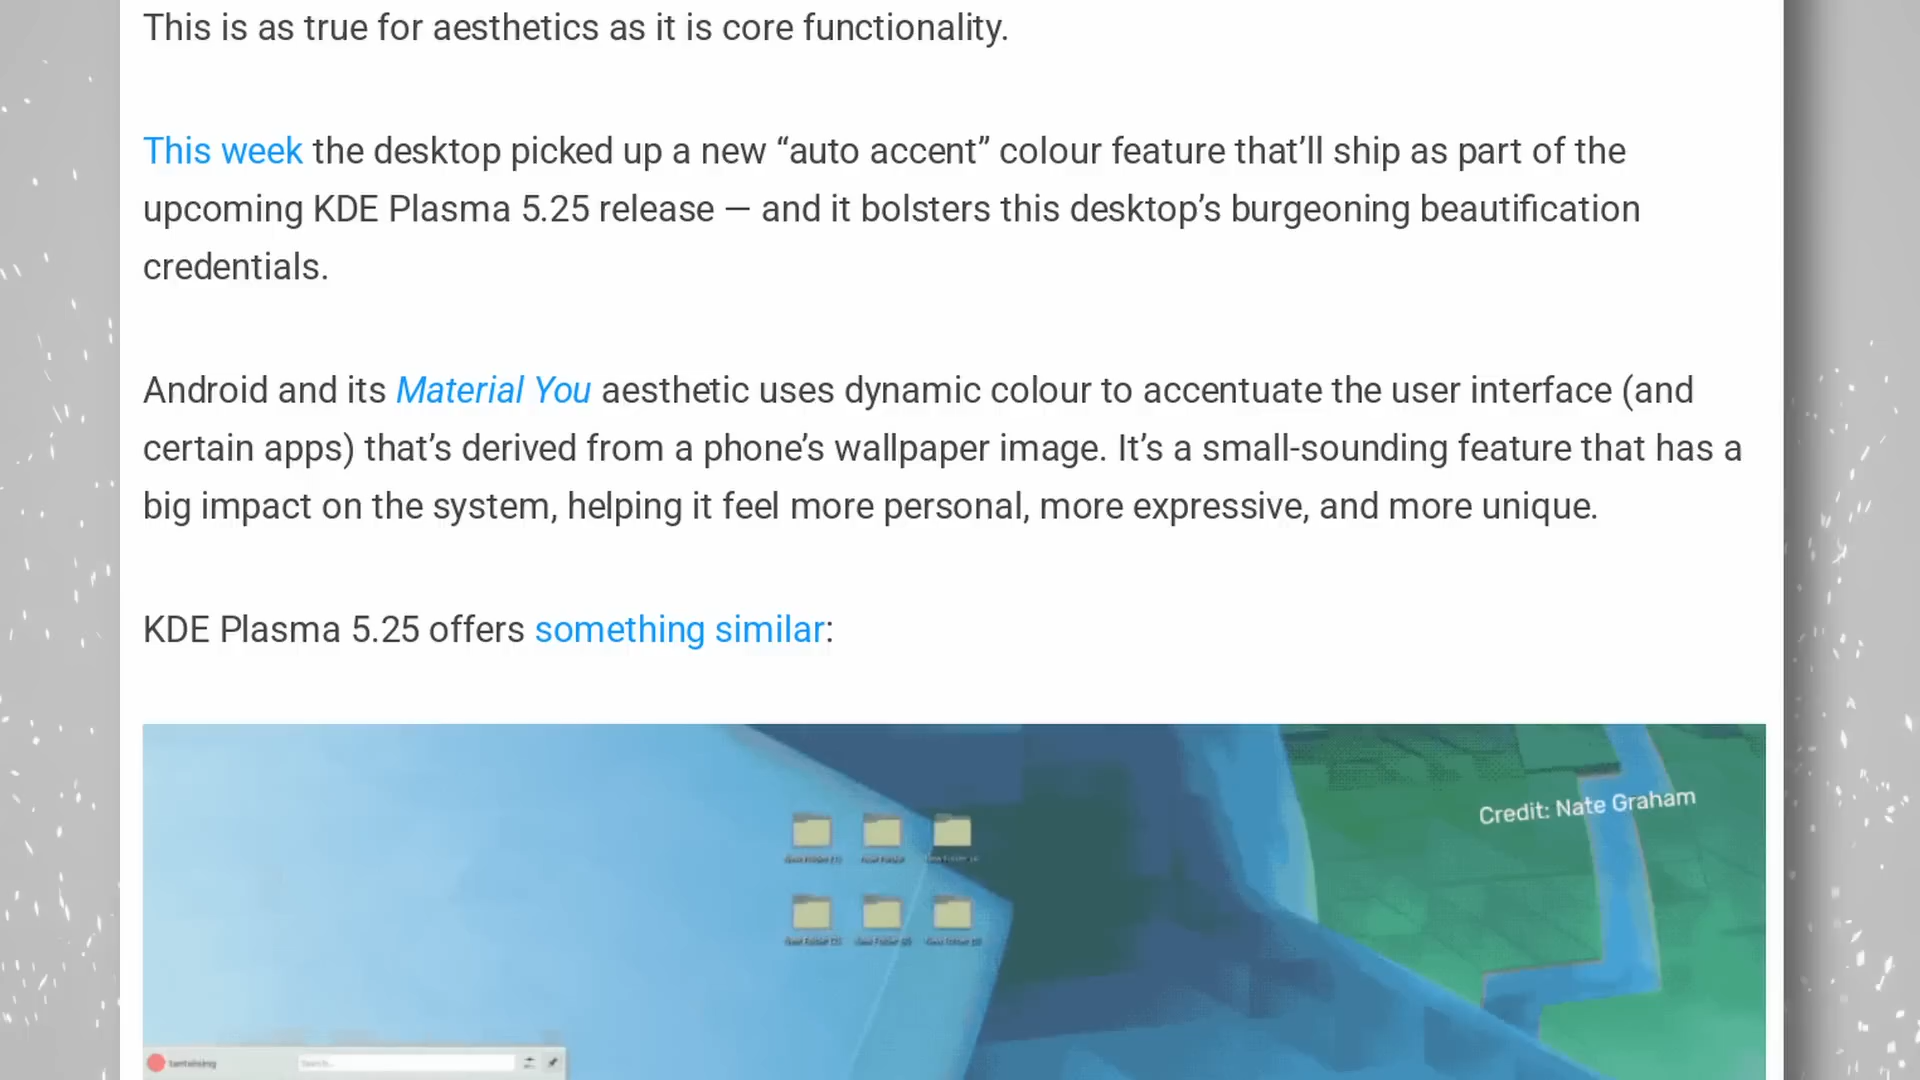 This is as true for aesthetics as it is core functionality.
This week the desktop picked up a new “auto accent” colour feature that’ll ship as part of the
upcoming KDE Plasma 5.25 release — and it bolsters this desktop’s burgeoning beautification
credentials.
Android and its Material You aesthetic uses dynamic colour to accentuate the user interface (and
certain apps) that’s derived from a phone’s wallpaper image. It’s a small-sounding feature that has a
big impact on the system, helping it feel more personal, more expressive, and more unique.
KDE Plasma 5.25 offers something similar:
Credit: Nate Graham